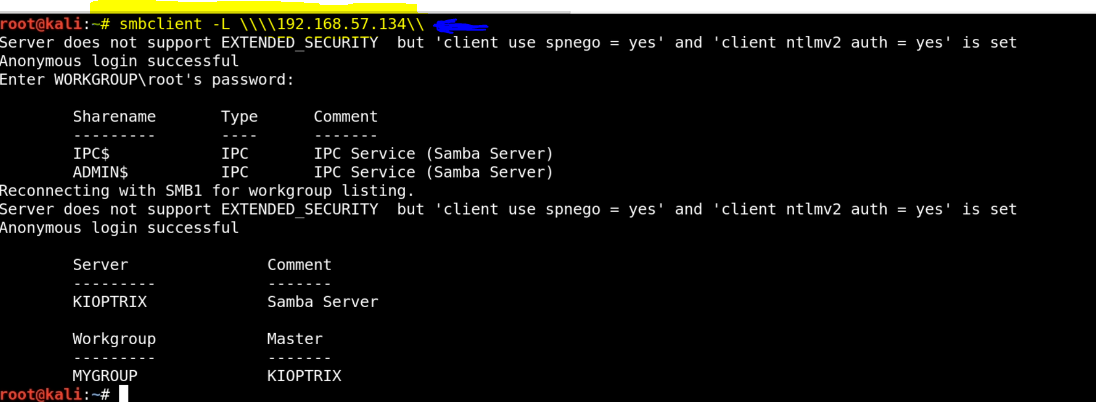 root@kali:~# smbclient -L \\\\192.168.57.134\\
Server does not support EXTENDED_SECURITY  but 'client use spnego = yes' and 'client ntlmv2 auth = yes' is set
Anonymous login successful
Enter WORKGROUP\root's password:
Sharename       Type      Comment
---------       ----      -------
IPC$            IPC       IPC Service (Samba Server)
ADMIN$          IPC       IPC Service (Samba Server)
Reconnecting with SMB1 for workgroup listing.
Server does not support EXTENDED_SECURITY  but 'client use spnego = yes' and 'client ntlmv2 auth = yes' is set
Anonymous login successful
Server               Comment
---------            -------
KIOPTRIX             Samba Server
Workgroup            Master
---------            -------
MYGROUP              KIOPTRIX
root@kali:~#